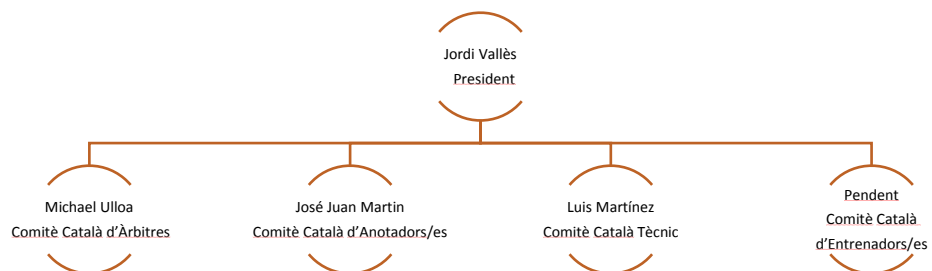 Jordi Vallès
President
Michael Ulloa
Comitè Català d'Àrbitres
José Juan Martin
Comitè Català d'Anotadors/es
Luis Martínez
Comitè Català Tècnic
Pendent
Comitè Català
d'Entrenadors/es